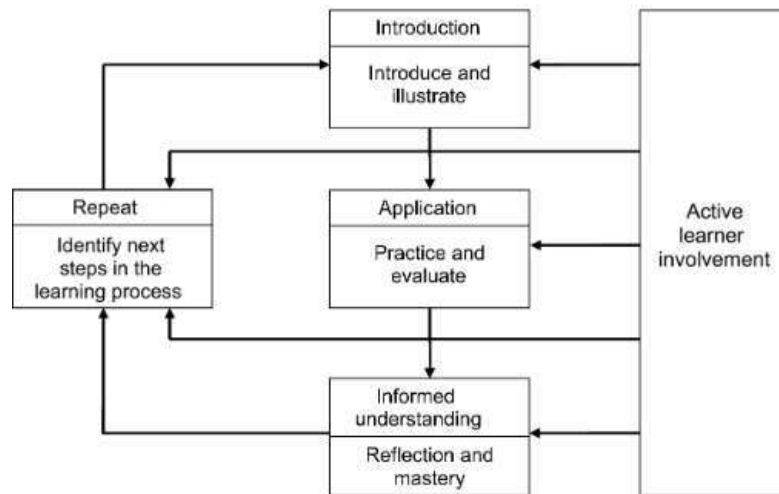 Introduction
Introduce and
illustrate
Repeat
Identify next
steps in the
learning process
Application
Practice and
evaluate
Active
learner
involvement
Informed
understanding
Reflection and
mastery